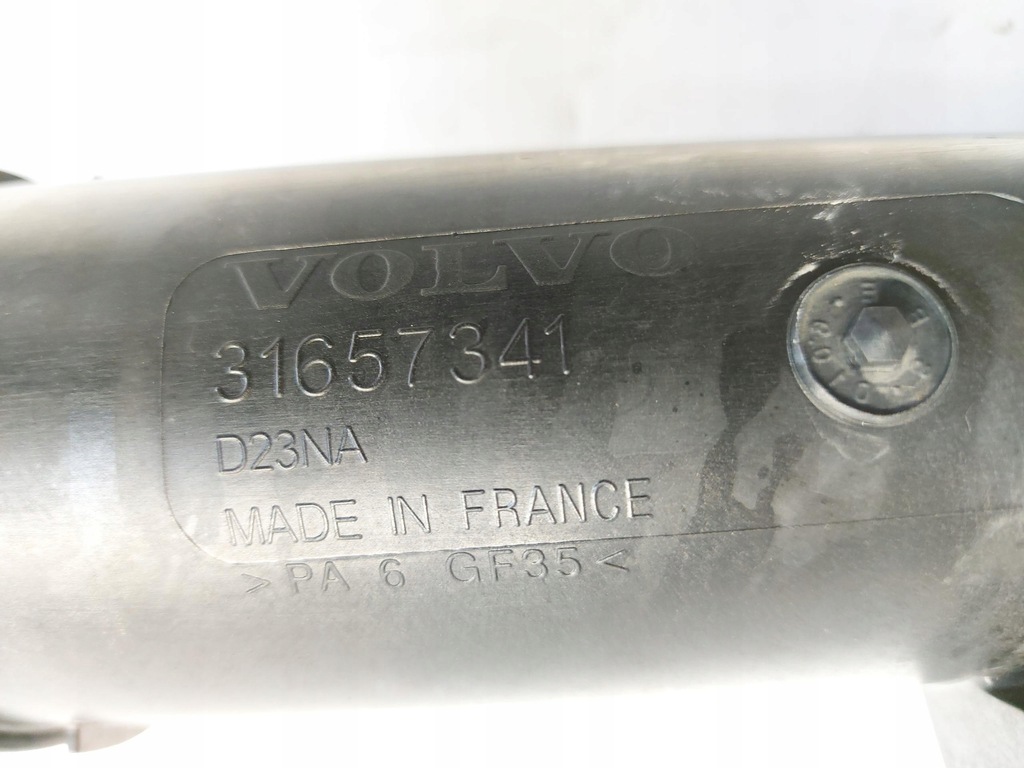 VOLVO
31657341
D23NA
MADE IN FRANCE
>PA 6 GF35<